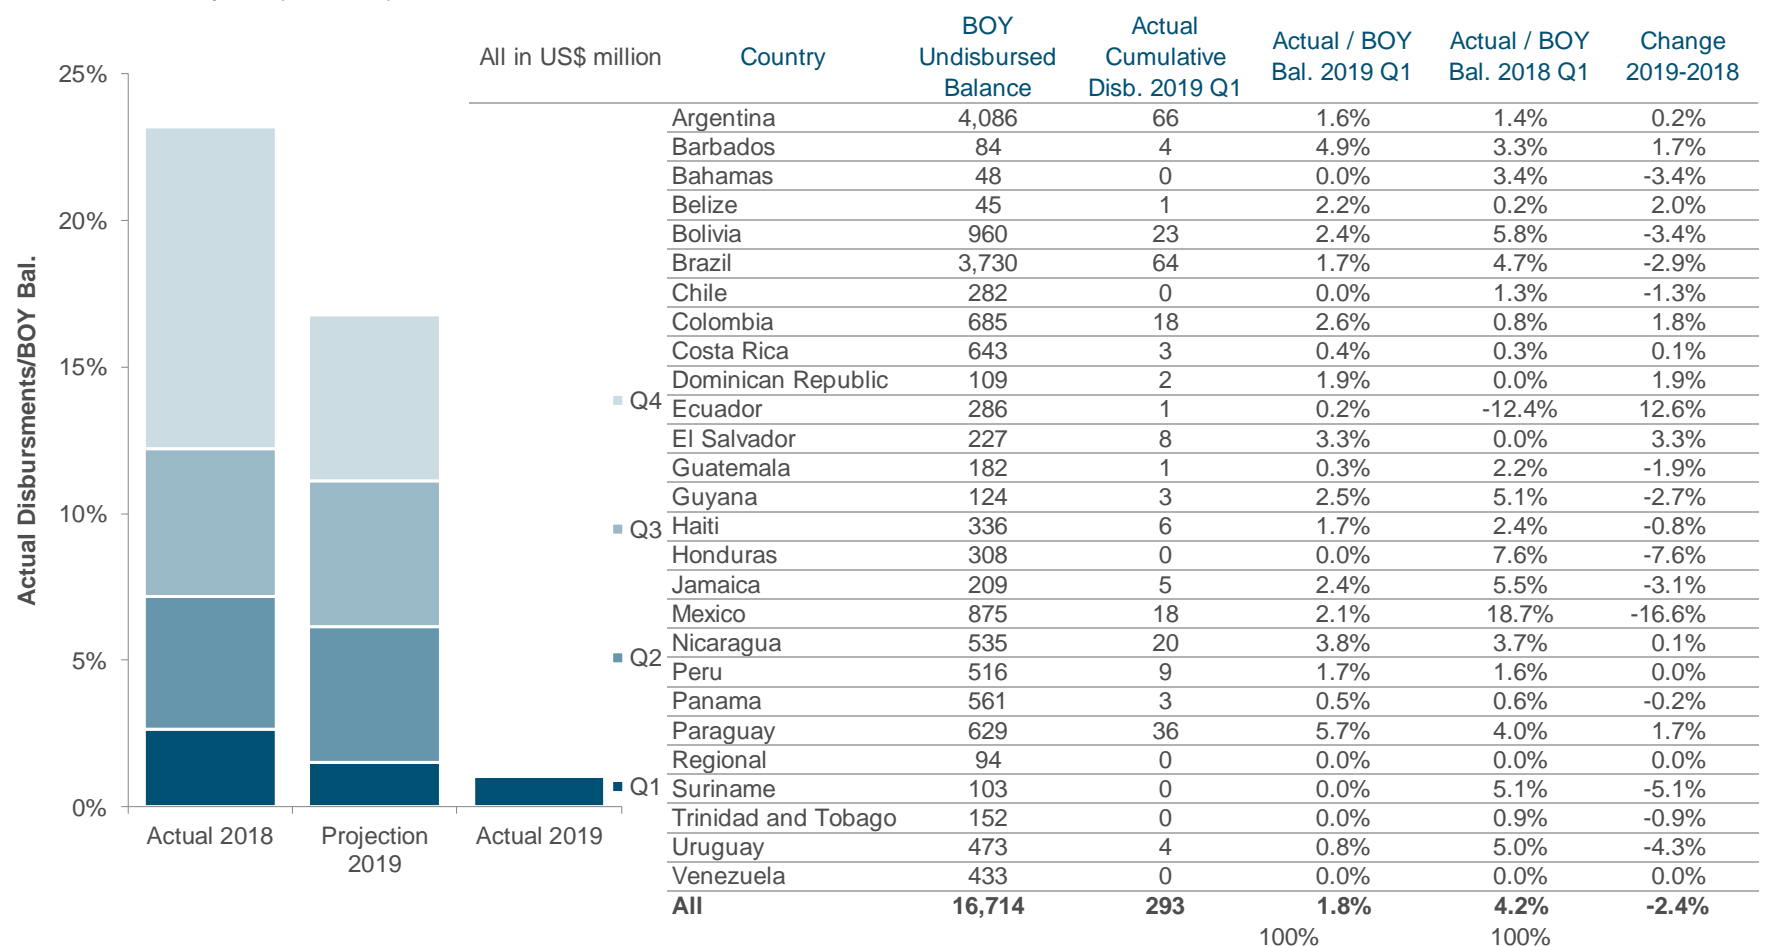 All in US$ million
Country
BOY Undisbursed Balance
Actual Cumulative Disb. 2019 Q1
Actual / BOY Bal. 2019 Q1
Actual / BOY Bal. 2018 Q1
Change 2019-2018
Argentina 4,086 66 1.6% 1.4% 0.2%
Barbados 84 4 4.9% 3.3% 1.7%
Bahamas 48 0 0.0% 3.4% -3.4%
Belize 45 1 2.2% 0.2% 2.0%
Bolivia 960 23 2.4% 5.8% -3.4%
Brazil 3,730 64 1.7% 4.7% -2.9%
Chile 282 0 0.0% 1.3% -1.3%
Colombia 685 18 2.6% 0.8% 1.8%
Costa Rica 643 3 0.4% 0.3% 0.1%
Dominican Republic 109 2 1.9% 0.0% 1.9%
Ecuador 286 1 0.2% -12.4% 12.6%
El Salvador 227 8 3.3% 0.0% 3.3%
Guatemala 182 1 0.3% 2.2% -1.9%
Guyana 124 3 2.5% 5.1% -2.7%
Haiti 336 6 1.7% 2.4% -0.8%
Honduras 308 0 0.0% 7.6% -7.6%
Jamaica 209 5 2.4% 5.5% -3.1%
Mexico 875 18 2.1% 18.7% -16.6%
Nicaragua 535 20 3.8% 3.7% 0.1%
Peru 516 9 1.7% 1.6% 0.0%
Panama 561 3 0.5% 0.6% -0.2%
Paraguay 629 36 5.7% 4.0% 1.7%
Regional 94 0 0.0% 0.0% 0.0%
Suriname 103 0 0.0% 5.1% -5.1%
Trinidad and Tobago 152 0 0.0% 0.9% -0.9%
Uruguay 473 4 0.8% 5.0% -4.3%
Venezuela 433 0 0.0% 0.0% 0.0%
All 16,714 293 1.8% 4.2% -2.4%
100% 100%
Actual Disbursments/BOY Bal.
25%
20%
15%
10%
5%
0%
Actual 2018
Projection
2019
Actual 2019
Q4
Q3
Q2
Q1